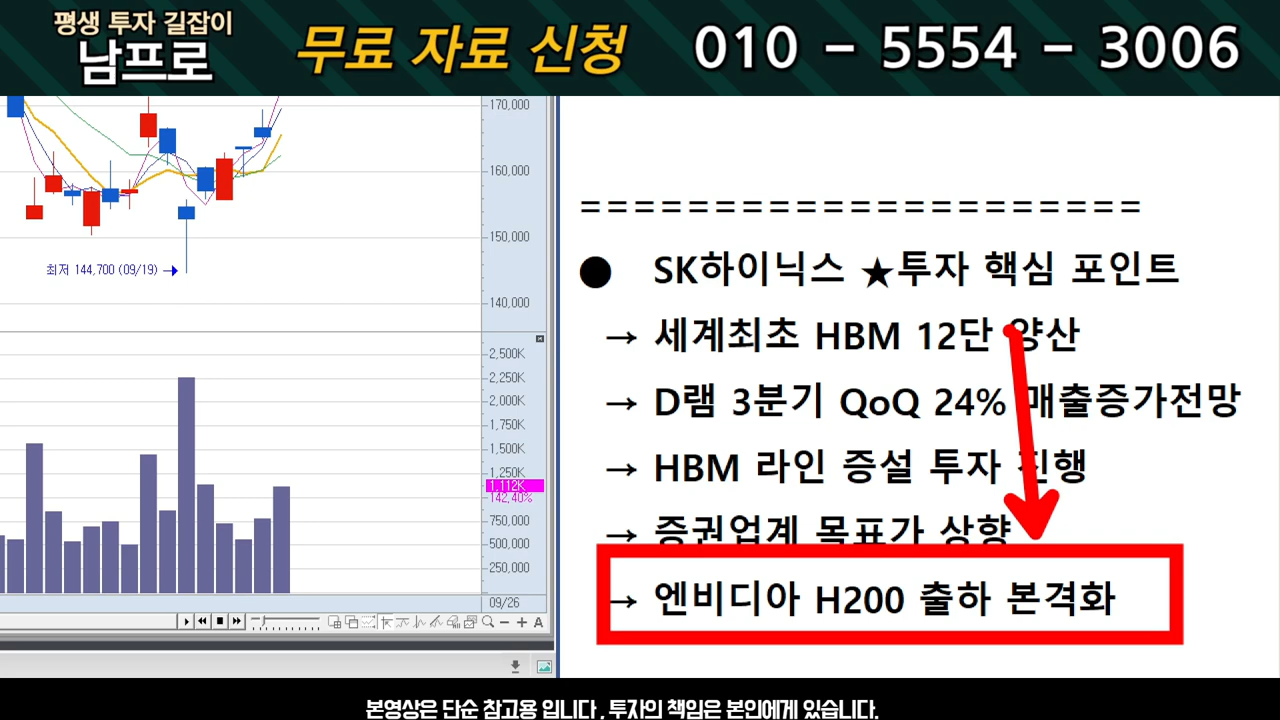 평생 투자 길잡이
남프로
무료 자료 신청
010 - 5554 - 3006
170,000
160,000
150,000
140,000
최저 144,700 (09/19) →
2,500K
2,250K
2,000K
1,750K
1,500K
1,250K
1,112K
142,40%
750,000
500,000
250,000
09/26
A
=====================
● SK하이닉스 ★투자 핵심 포인트
→ 세계최초 HBM 12단 양산
→ D램 3분기 QoQ 24% 매출증가전망
→ HBM 라인 증설 투자 진행
→ 증권업계 목표가 상향
→ 엔비디아 H200 출하 본격화
본영상은 단순 참고용 입니다, 투자의 책임은 본인에게 있습니다.